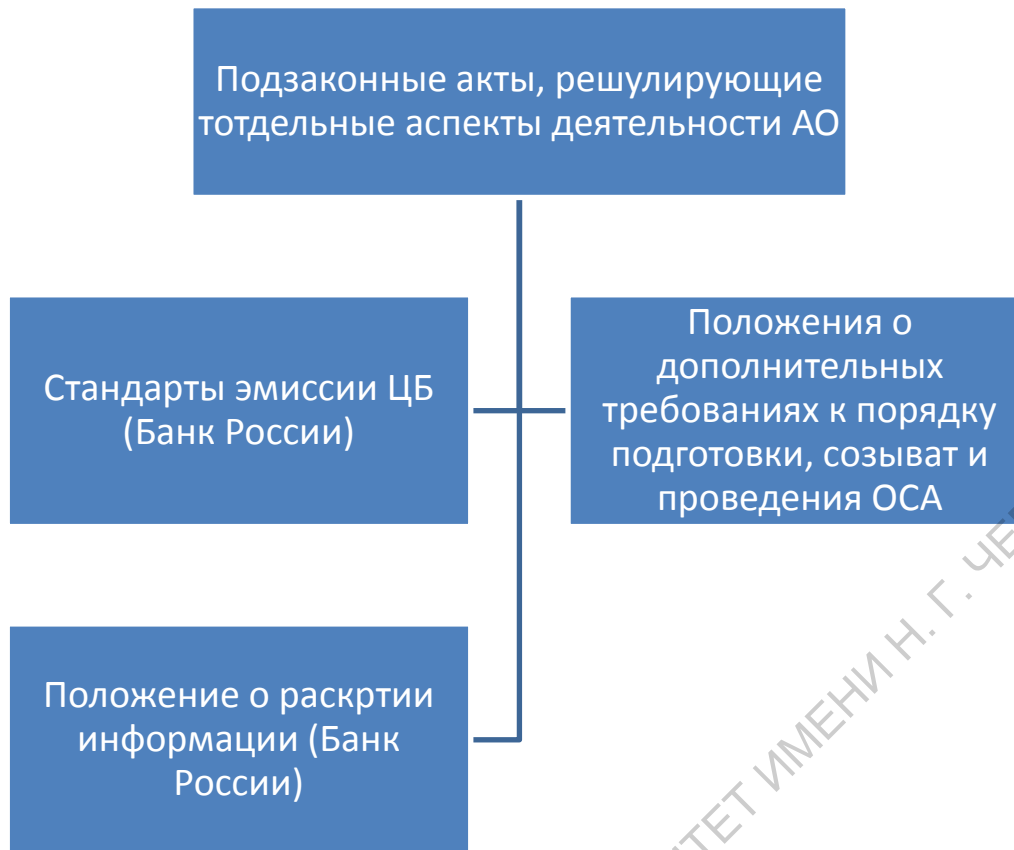 Подзаконные акты, решулирующие
тотдельные аспекты деятельности АО
Стандарты эмиссии ЦБ
(Банк России)
Положения о
дополнительных
требованиях к порядку
подготовки, созыват и
проведения ОСА
Положение о раскртии
информации (Банк
России)
ИМЕНИ Н. Г.